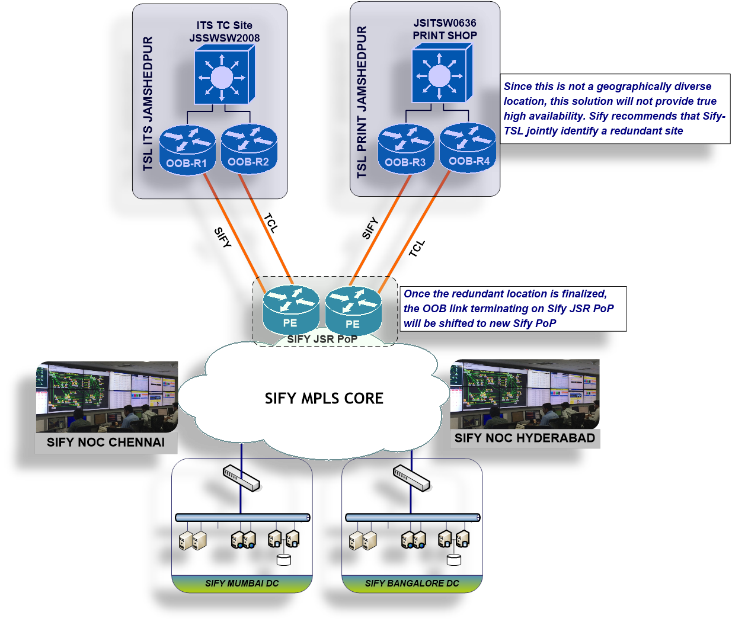 ITS TC Site
JSSWSW2008
TSL ITS JAMSHEDPUR
OOB-R1
OOB-R2
JSITSW0636
PRINT SHOP
TSL PRINT JAMSHEDPUR
OOB-R3
OOB-R4
Since this is not a geographically diverse
location, this solution will not provide true
high availability. Sify recommends that Sify-
TSL jointly identify a redundant site
SIFY
TCL
SIFY
TCL
PE
PE
SIFY JSR PoP
Once the redundant location is finalized,
the OOB link terminating on Sify JSR PoP
will be shifted to new Sify PoP
SIFY MPLS CORE
SIFY NOC CHENNAI
SIFY NOC HYDERABAD
SIFY MUMBAI DC
SIFY BANGALORE DC